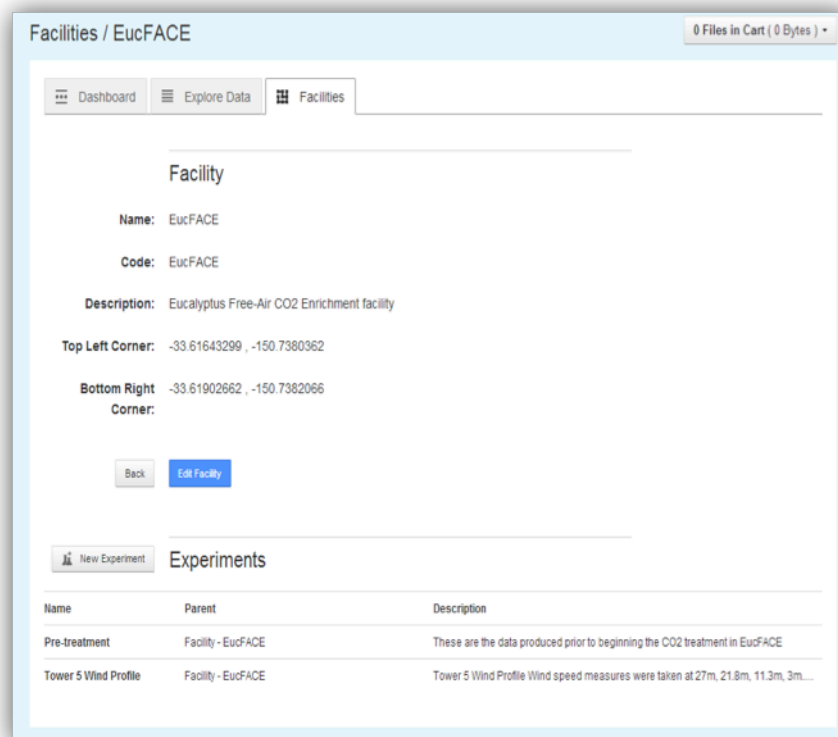 Facilities / EucFACE
0 Files in Cart ( 0 Bytes )
Dashboard Explore Data Facilities
Facility
Name: EucFACE
Code: EucFACE
Description: Eucalyptus Free-Air CO2 Enrichment facility
Top Left Corner: -33.61643299 , -150.7380362
Bottom Right -33.61902662 , -150.7382066
Corner:
Back Edit Facility
New Experiment Experiments
Name Parent Description
Pre-treatment Facility - EucFACE These are the data produced prior to beginning the CO2 treatment in EucFACE
Tower 5 Wind Profile Facility - EucFACE Tower 5 Wind Profile Wind speed measures were taken at 27m, 21.8m, 11.3m, 3m....